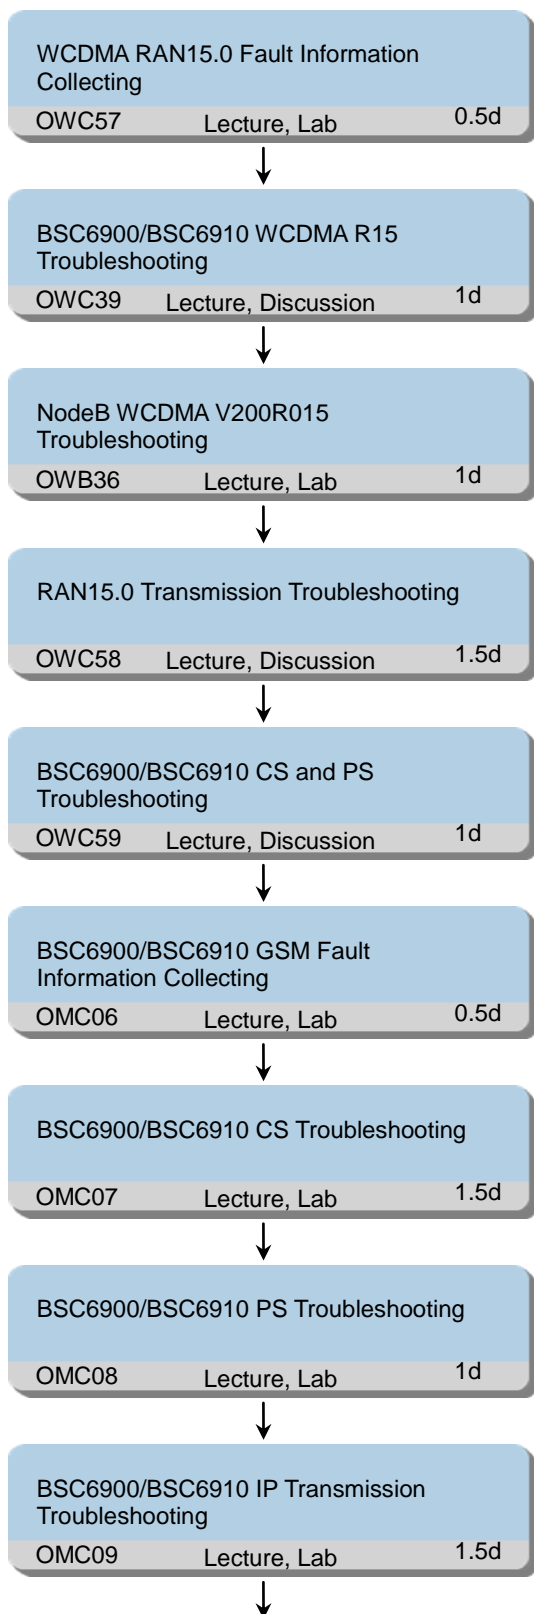 WCDMA RAN15.0 Fault Information
Collecting
OWC57 Lecture, Lab 0.5d
BSC6900/BSC6910 WCDMA R15
Troubleshooting
OWC39 Lecture, Discussion 1d
NodeB WCDMA V200R015
Troubleshooting
OWB36 Lecture, Lab 1d
RAN15.0 Transmission Troubleshooting
OWC58 Lecture, Discussion 1.5d
BSC6900/BSC6910 CS and PS
Troubleshooting
OWC59 Lecture, Discussion 1d
BSC6900/BSC6910 GSM Fault
Information Collecting
OMC06 Lecture, Lab 0.5d
BSC6900/BSC6910 CS Troubleshooting
OMC07 Lecture, Lab 1.5d
BSC6900/BSC6910 PS Troubleshooting
OMC08 Lecture, Lab 1d
BSC6900/BSC6910 IP Transmission
Troubleshooting
OMC09 Lecture, Lab 1.5d